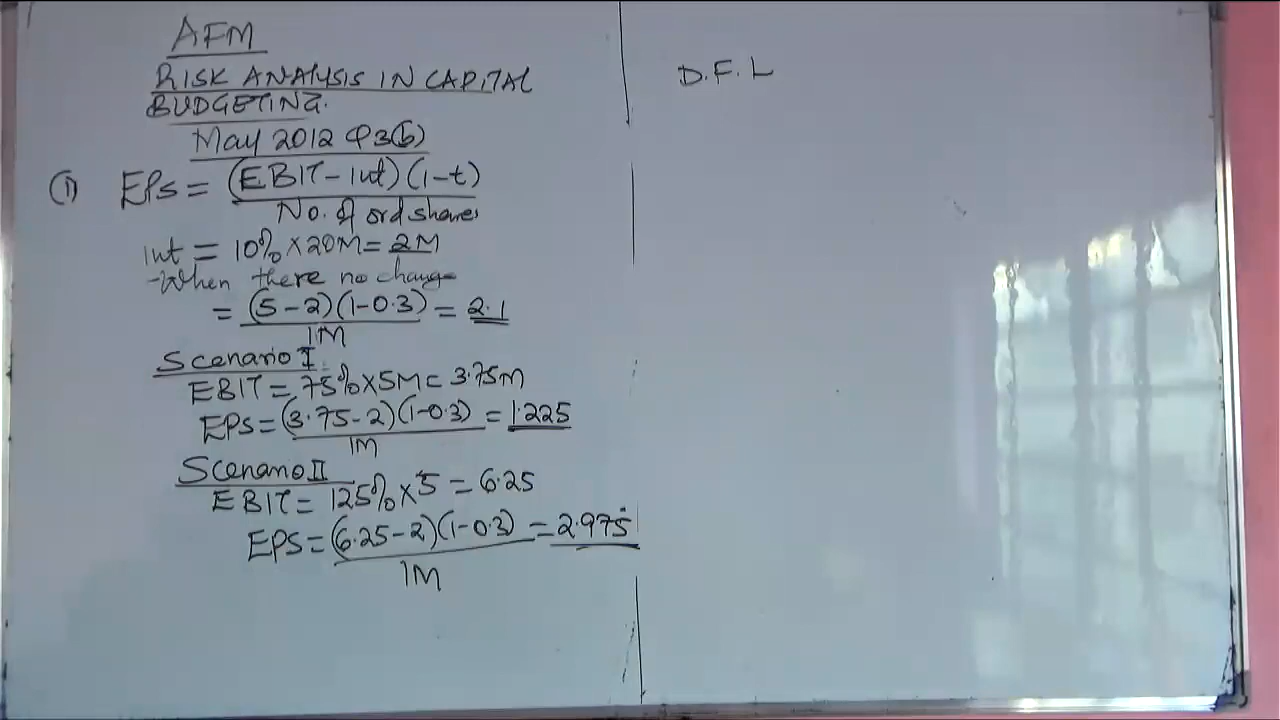 AFM
RISK ANALYSIS IN CAPITAL
BUDGETING.
May 2012 Q3(b)
(i) EPS = (EBIT - Int)(1-t)
No. of ord shares
Int = 10% × 20M = 2M
-When there no change
= (5-2)(1-0.3) = 2.1
1M
Scenario I
EBIT = 75% × 5M = 3.75M
EPS = (3.75-2)(1-0.3) = 1.225
1M
Scenario II
EBIT = 125% × 5 = 6.25
EPS = (6.25-2)(1-0.3) = 2.975
1M
D.F.L